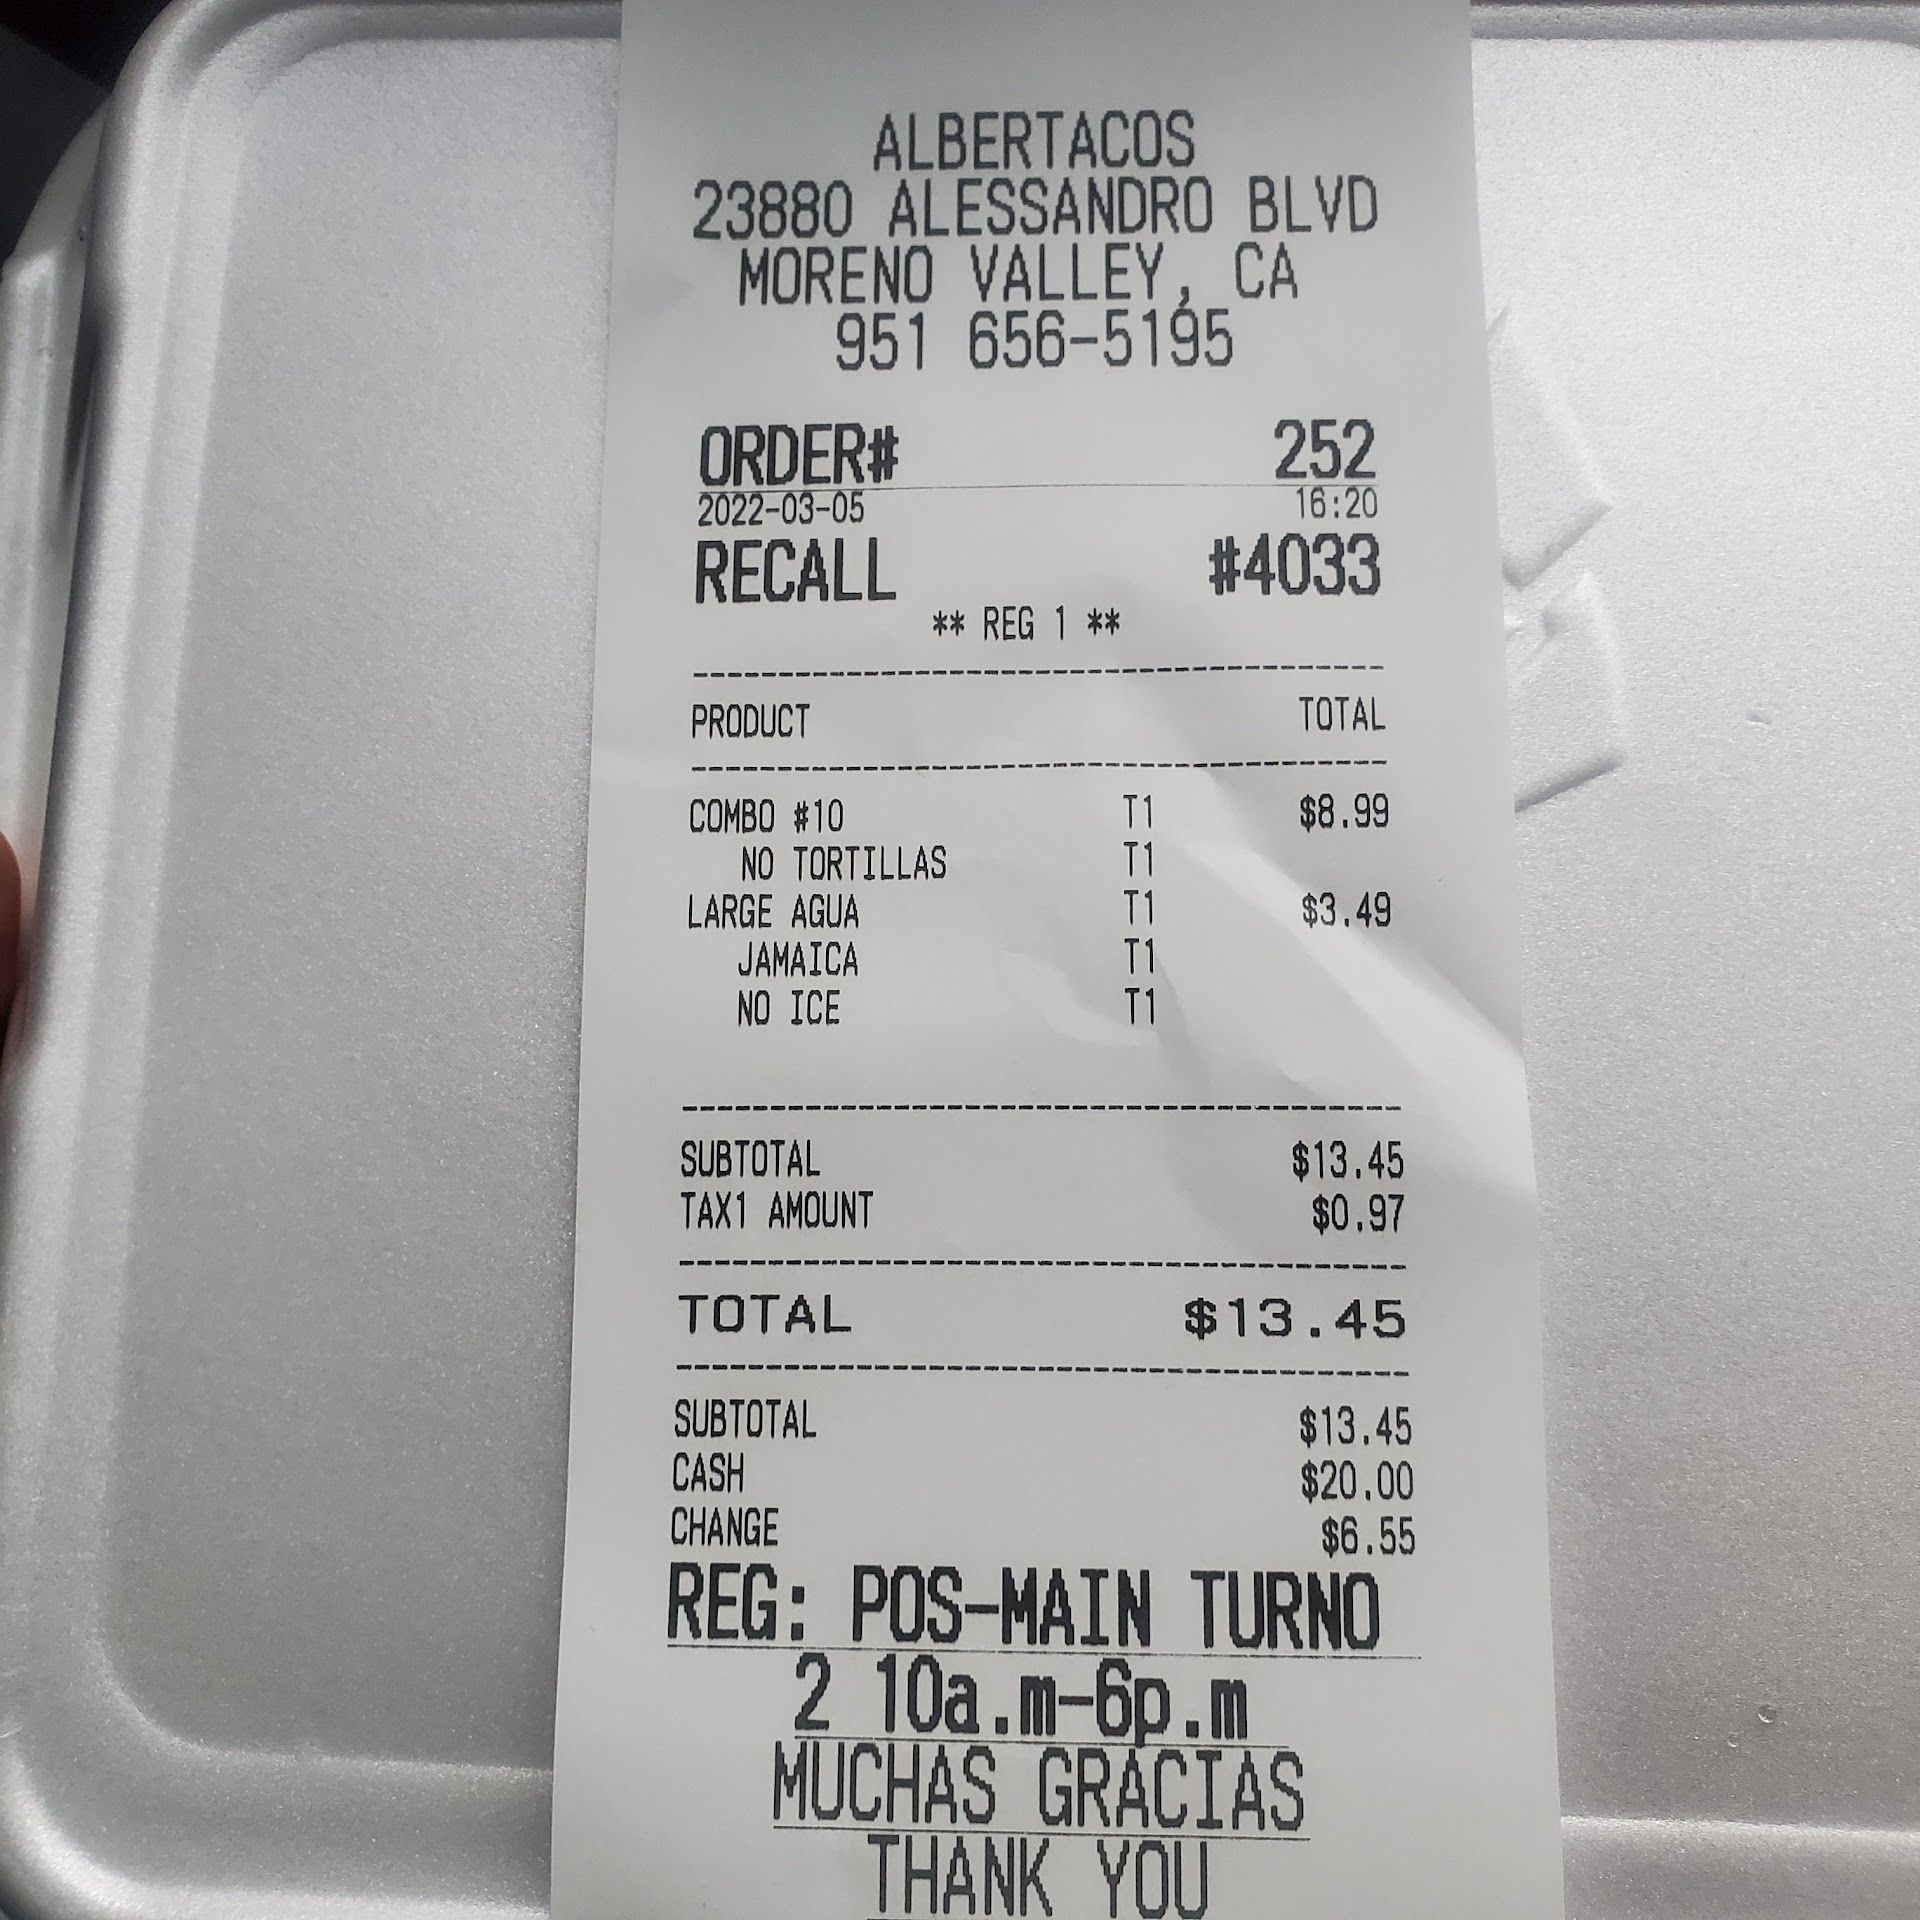 ALBERTACOS
23880 ALESSANDRO BLVD
MORENO VALLEY, CA
951 656-5195
ORDER# 252
2022-03-05 16:20
RECALL #4033
** REG 1 **
PRODUCT TOTAL
COMBO #10 T1 $8.99
NO TORTILLAS T1
LARGE AGUA T1 $3.49
JAMAICA T1
NO ICE T1
SUBTOTAL $13.45
TAX1 AMOUNT $0.97
TOTAL $13.45
SUBTOTAL $13.45
CASH $20.00
CHANGE $6.55
REG: POS-MAIN TURNO
2 10a.m-6p.m
MUCHAS GRACIAS
THANK YOU